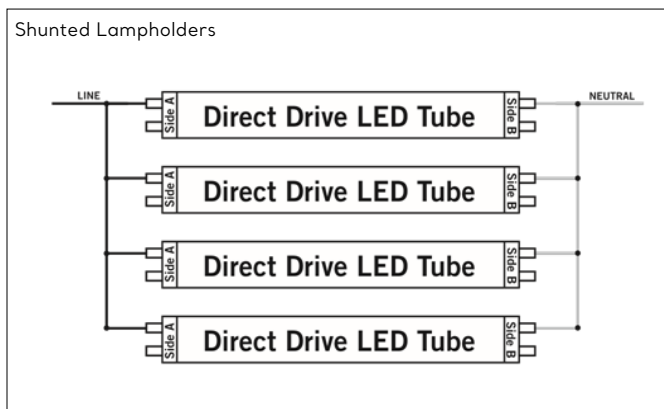 Shunted Lampholders
LINE
NEUTRAL
Side A
Direct Drive LED Tube
Side B
Side A
Direct Drive LED Tube
Side B
Side A
Direct Drive LED Tube
Side B
Side A
Direct Drive LED Tube
Side B